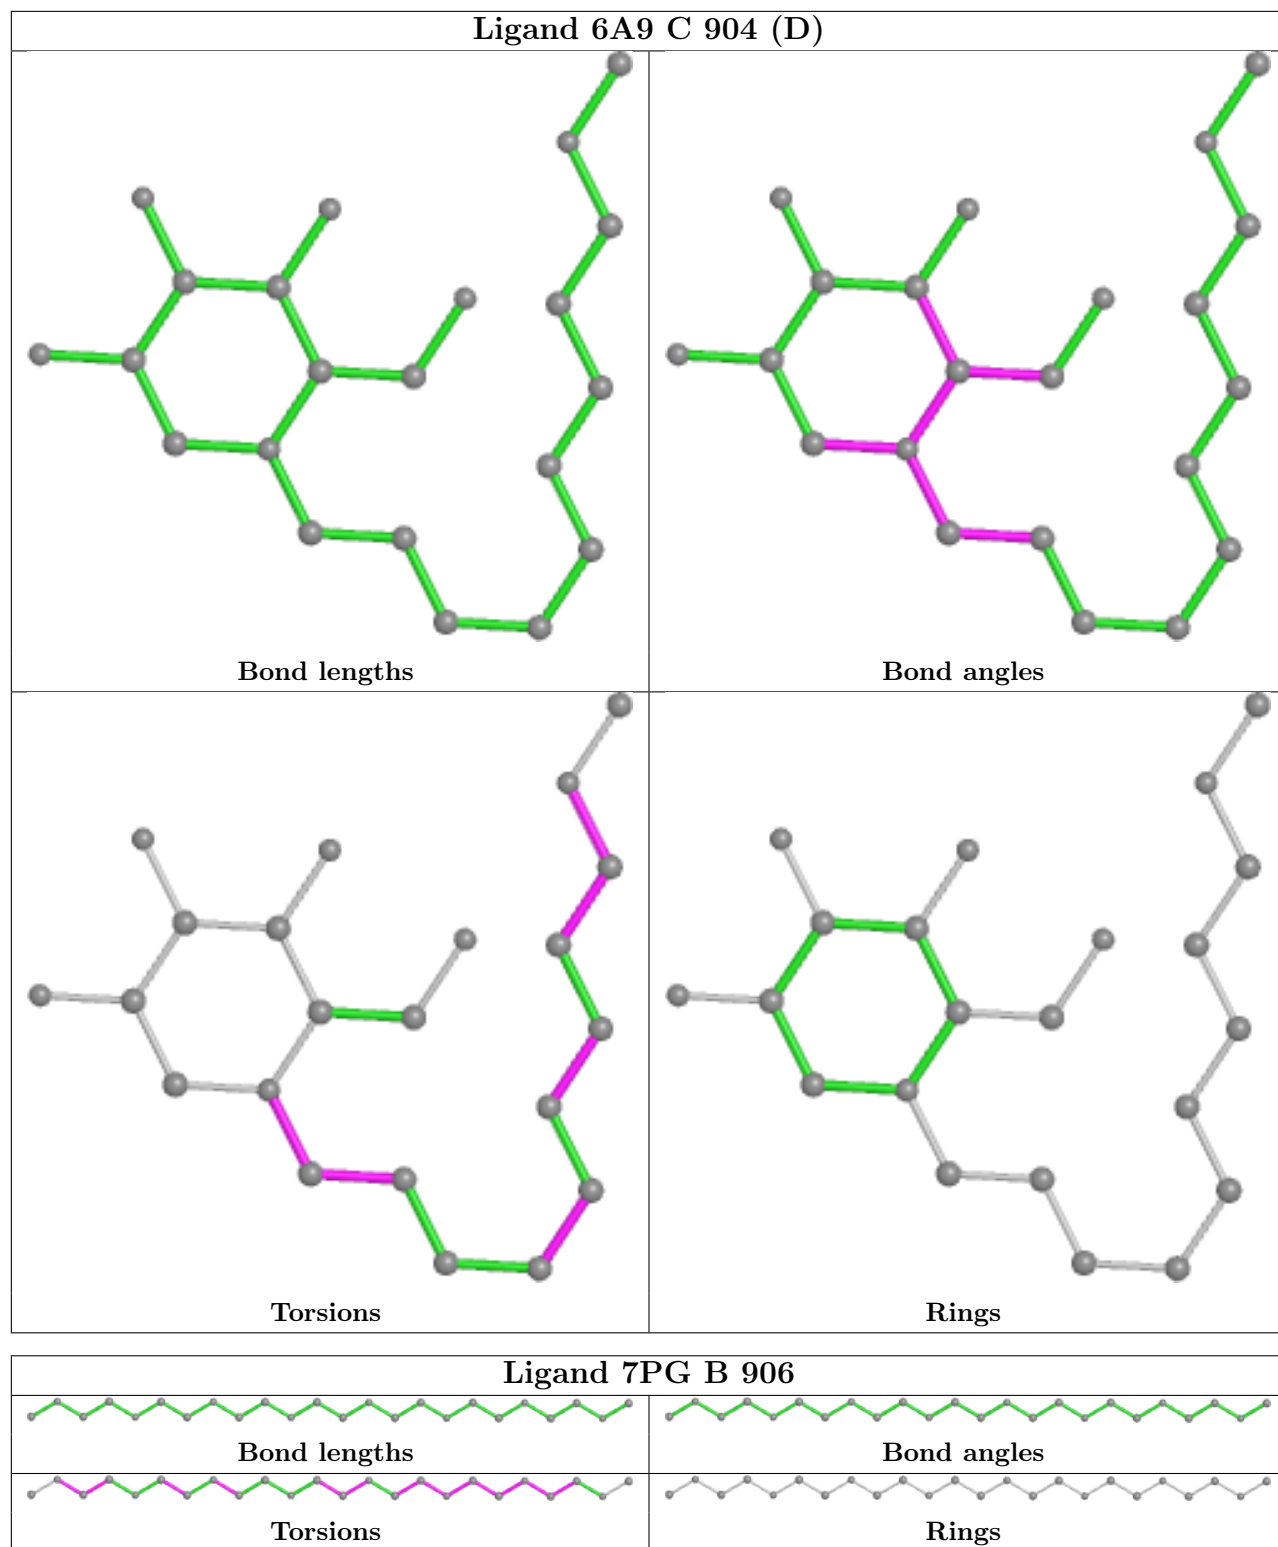 Ligand 6A9 C 904 (D)
Bond lengths
Bond angles
Torsions
Rings
Ligand 7PG B 906
Bond lengths
Bond angles
Torsions
Rings